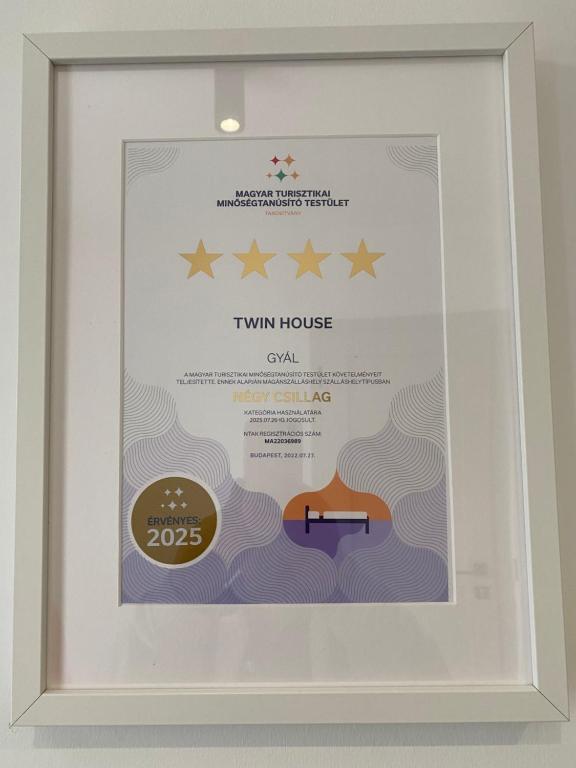 MAGYAR TURISZTIKAI
MINŐSÉGTANÚSÍTÓ TESTÜLET
TANÚSÍTVÁNY
TWIN HOUSE
GYÁL
A MAGYAR TURISZTIKAI MINŐSÉGTANÚSÍTÓ TESTÜLET KÖVETELMÉNYEIT
TELJESÍTETTE. ENNEK ALAPJÁN MAGÁNSZÁLLÁSHELY SZÁLLÁSHELYTÍPUSBAN
NÉGY CSILLAG
KATEGÓRIA HASZNÁLATÁRA
2025.07.26-IG JOGOSULT.
NTAK REGISZTRÁCIÓS SZÁM:
MA22036989
BUDAPEST, 2022.07.27.
ÉRVÉNYES:
2025